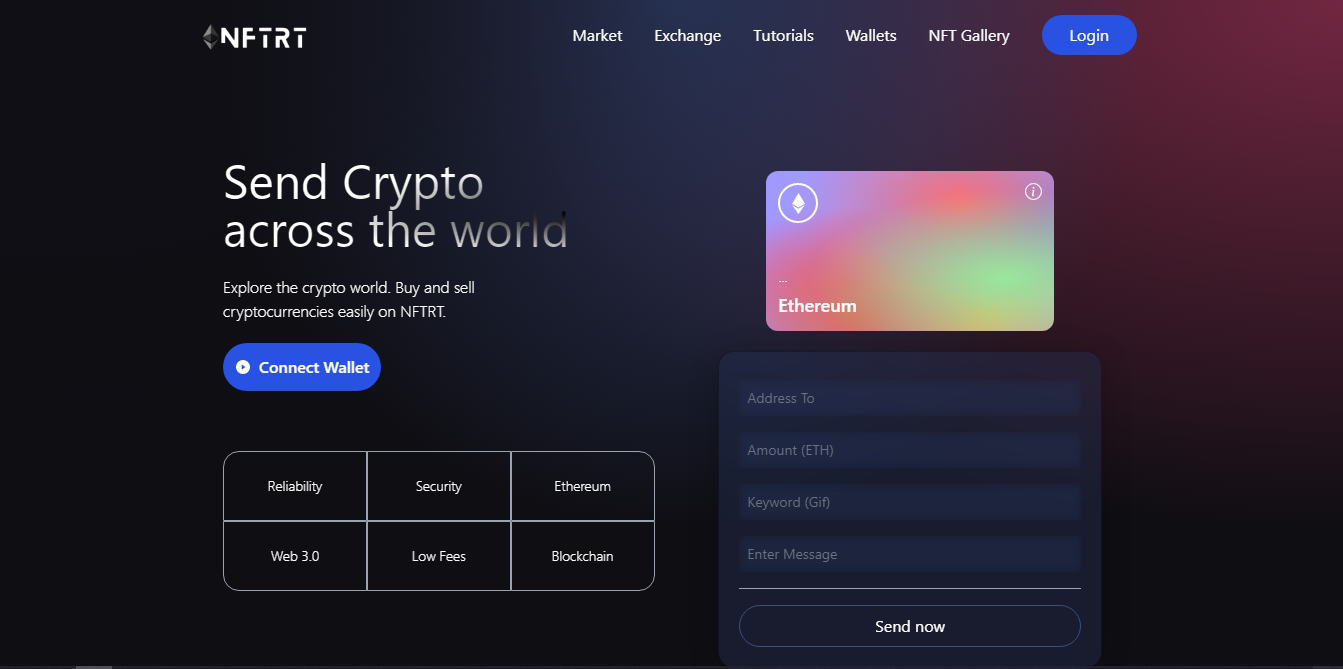 NFTRT
Market
Exchange
Tutorials
Wallets
NFT Gallery
Login
Send Crypto
across the world
Explore the crypto world. Buy and sell
cryptocurrencies easily on NFTRT.
Connect Wallet
Reliability
Security
Ethereum
Web 3.0
Low Fees
Blockchain
...
Ethereum
Address To
Amount (ETH)
Keyword (Gif)
Enter Message
Send now